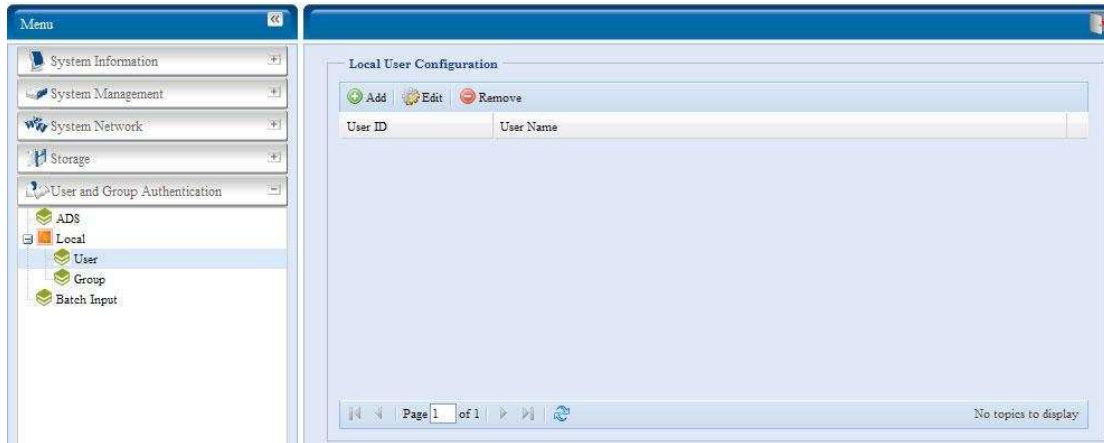 Menu
System Information
System Management
System Network
Storage
User and Group Authentication
ADS
Local
User
Group
Batch Input
Local User Configuration
Add Edit Remove
User ID User Name
Page 1 of 1
No topics to display